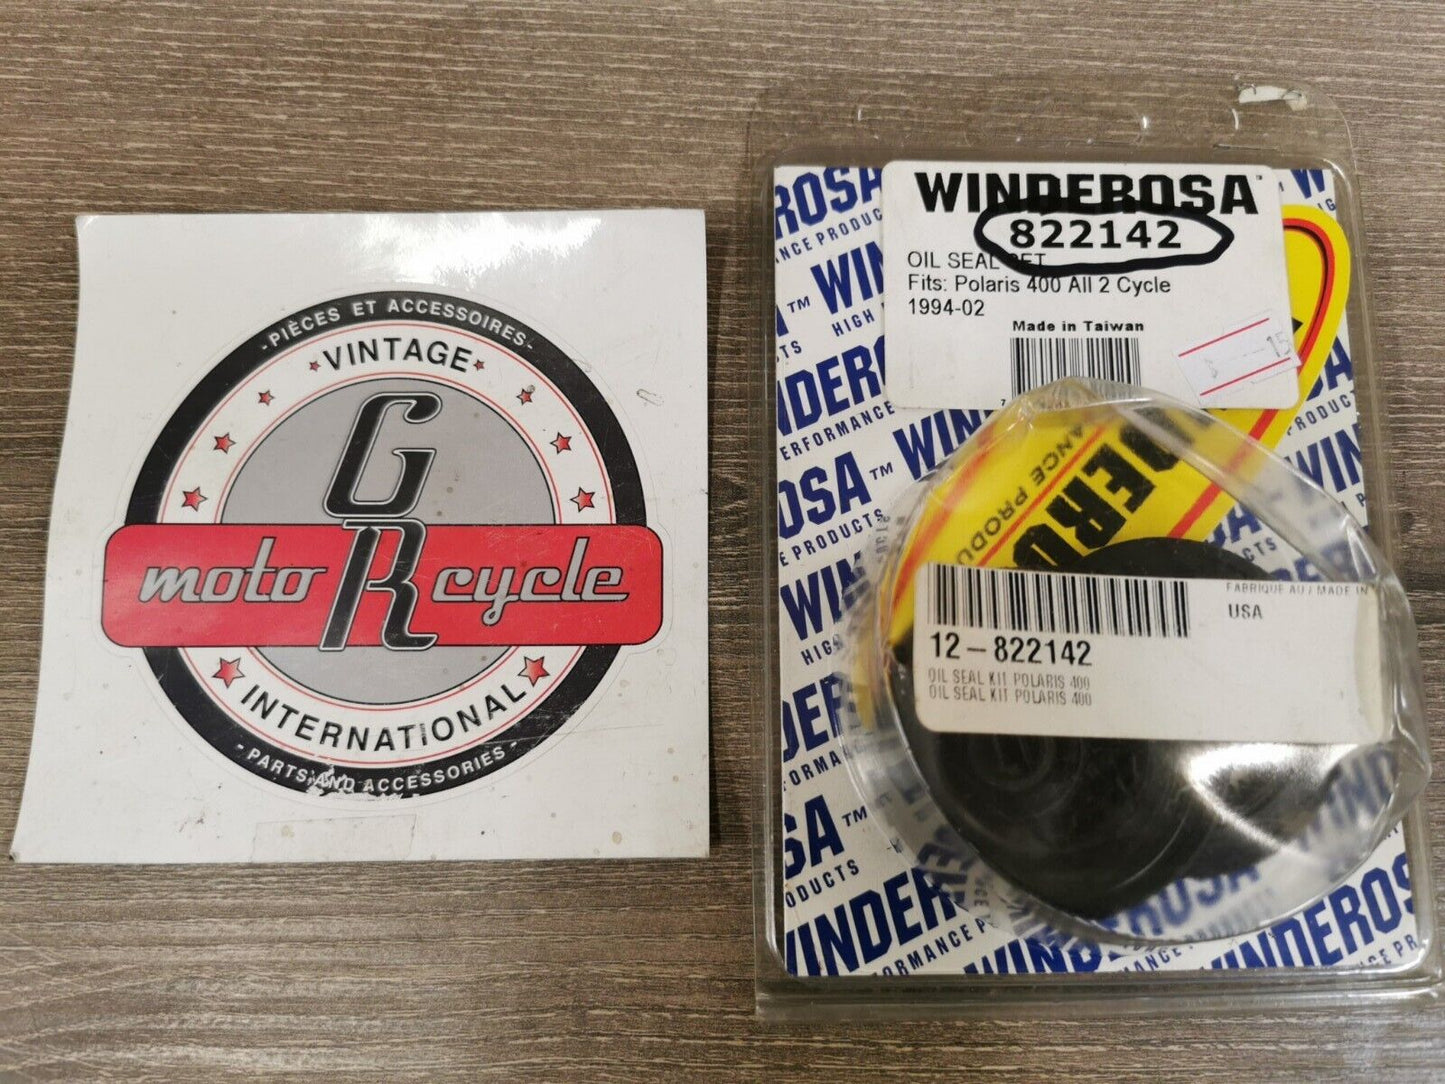 -PIÈCES ET ACCESSOIRES-
VINTAGE
GR
moto cycle
INTERNATIONAL
-PARTS AND ACCESSORIES-
WINDEROSA
822142
OIL SEAL SET
Fits: Polaris 400 All 2 Cycle
1994-02
Made in Taiwan
15
FABRIQUE AU / MADE IN
USA
12-822142
OIL SEAL KIT POLARIS 400
OIL SEAL KIT POLARIS 400